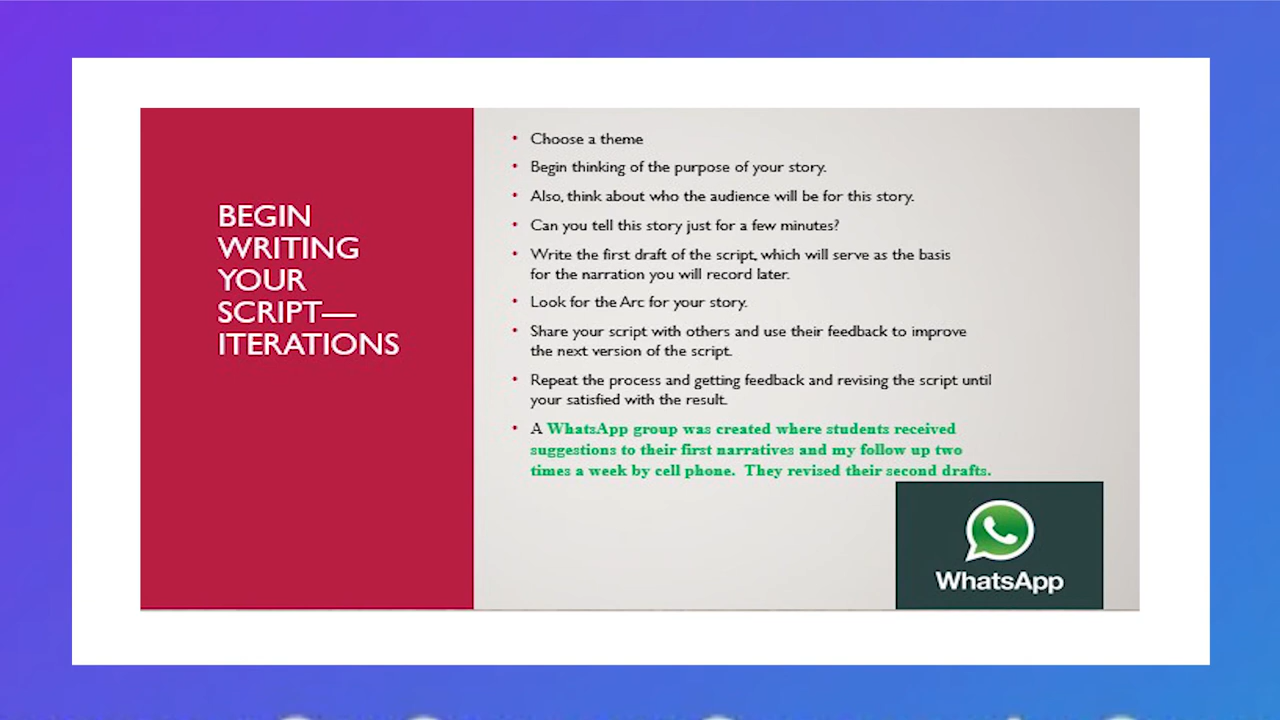 BEGIN
WRITING
YOUR
SCRIPT—
ITERATIONS
• Choose a theme
• Begin thinking of the purpose of your story.
• Also, think about who the audience will be for this story.
• Can you tell this story just for a few minutes?
• Write the first draft of the script, which will serve as the basis
for the narration you will record later.
• Look for the Arc for your story.
• Share your script with others and use their feedback to improve
the next version of the script.
• Repeat the process and getting feedback and revising the script until
your satisfied with the result.
• A WhatsApp group was created where students received
suggestions to their first narratives and my follow up two
times a week by cell phone. They revised their second drafts.
WhatsApp